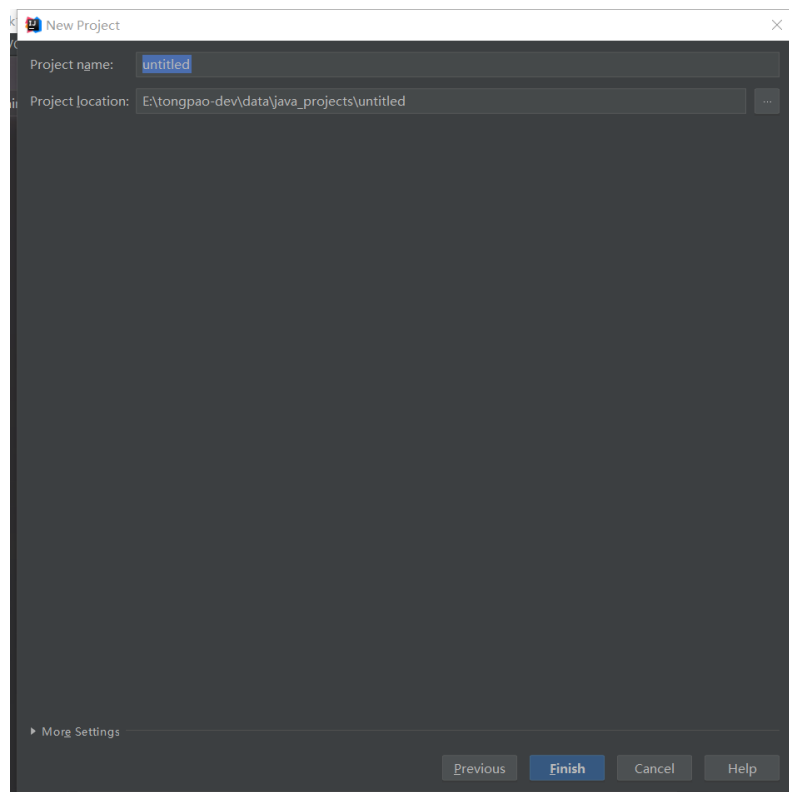 New Project
Project name: untitled
Project location: E:\tongpao-dev\data\java_projects\untitled ...
More Settings
Previous Finish Cancel Help